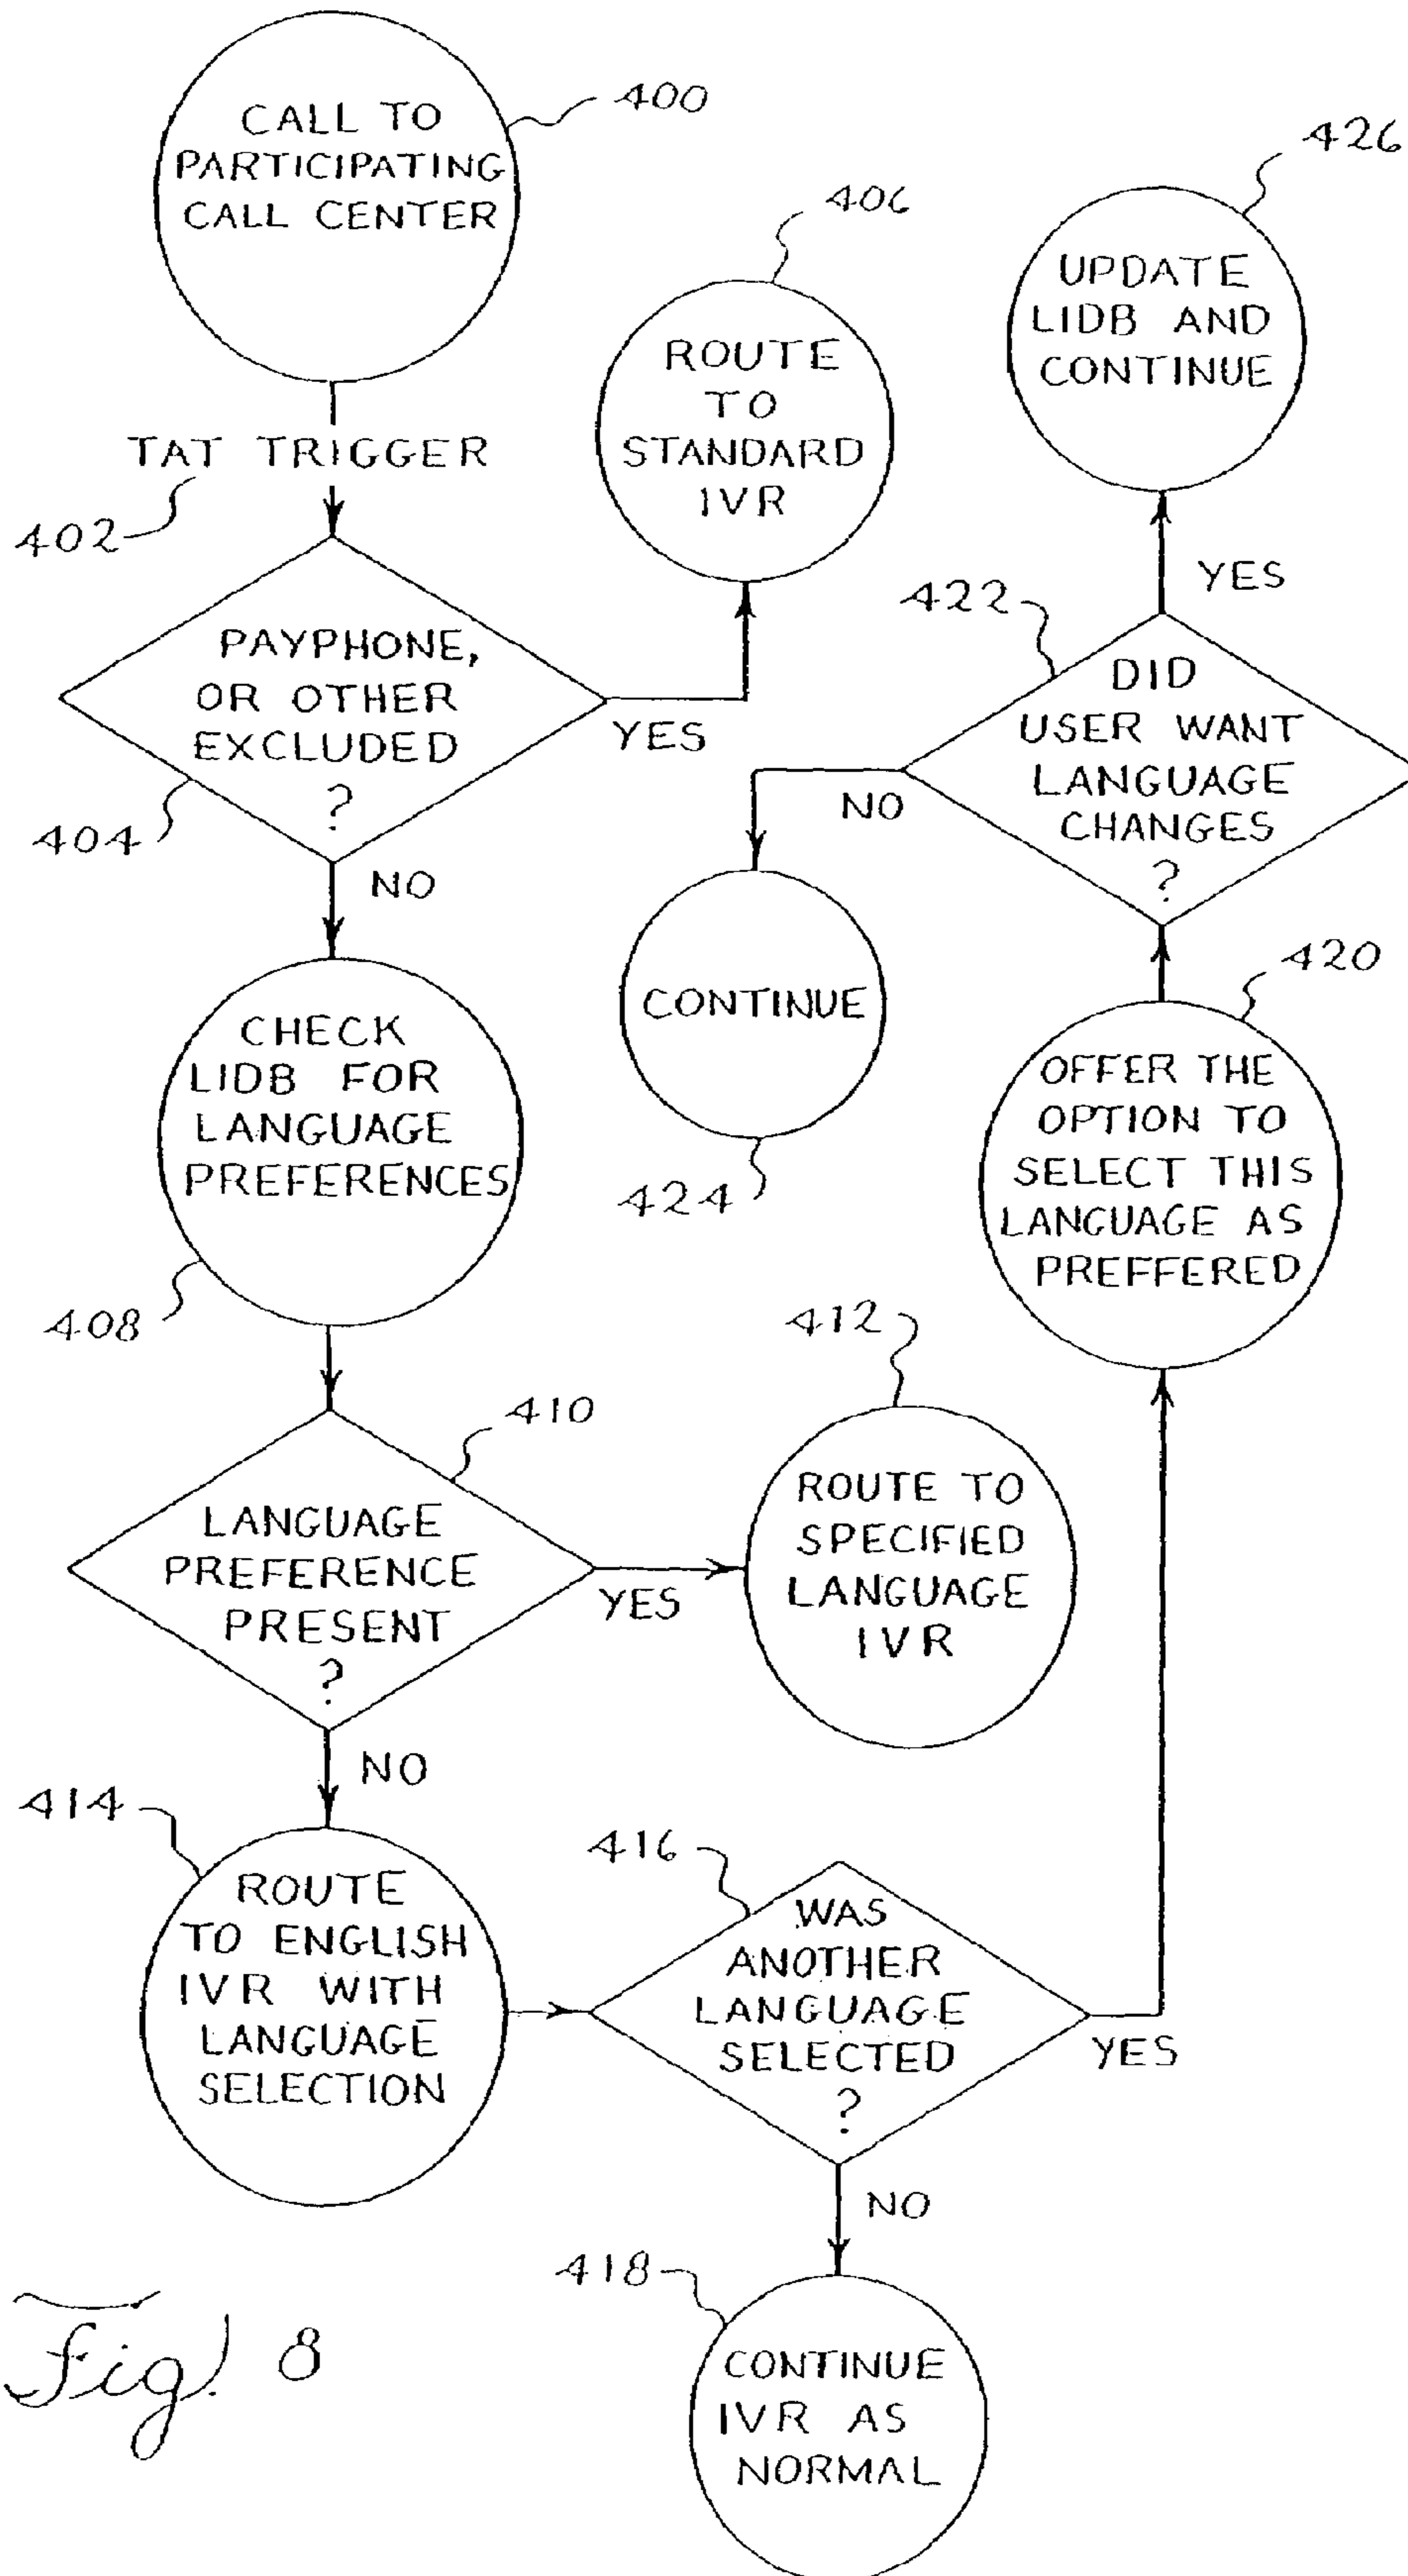 CALL TO
PARTICIPATING
CALL CENTER
400
TAT TRIGGER
402
PAYPHONE,
OR OTHER
EXCLUDED
?
404
YES
NO
406
ROUTE
TO
STANDARD
IVR
CHECK
LIDB FOR
LANGUAGE
PREFERENCES
408
410
LANGUAGE
PREFERENCE
PRESENT
?
YES
NO
412
ROUTE TO
SPECIFIED
LANGUAGE
IVR
414
ROUTE
TO ENGLISH
IVR WITH
LANGUAGE
SELECTION
416
WAS
ANOTHER
LANGUAGE
SELECTED
?
YES
NO
418
CONTINUE
IVR AS
NORMAL
420
OFFER THE
OPTION TO
SELECT THIS
LANGUAGE AS
PREFFERED
422
DID
USER WANT
LANGUAGE
CHANGES
?
NO
YES
CONTINUE
424
426
UPDATE
LIDB AND
CONTINUE
Fig. 8